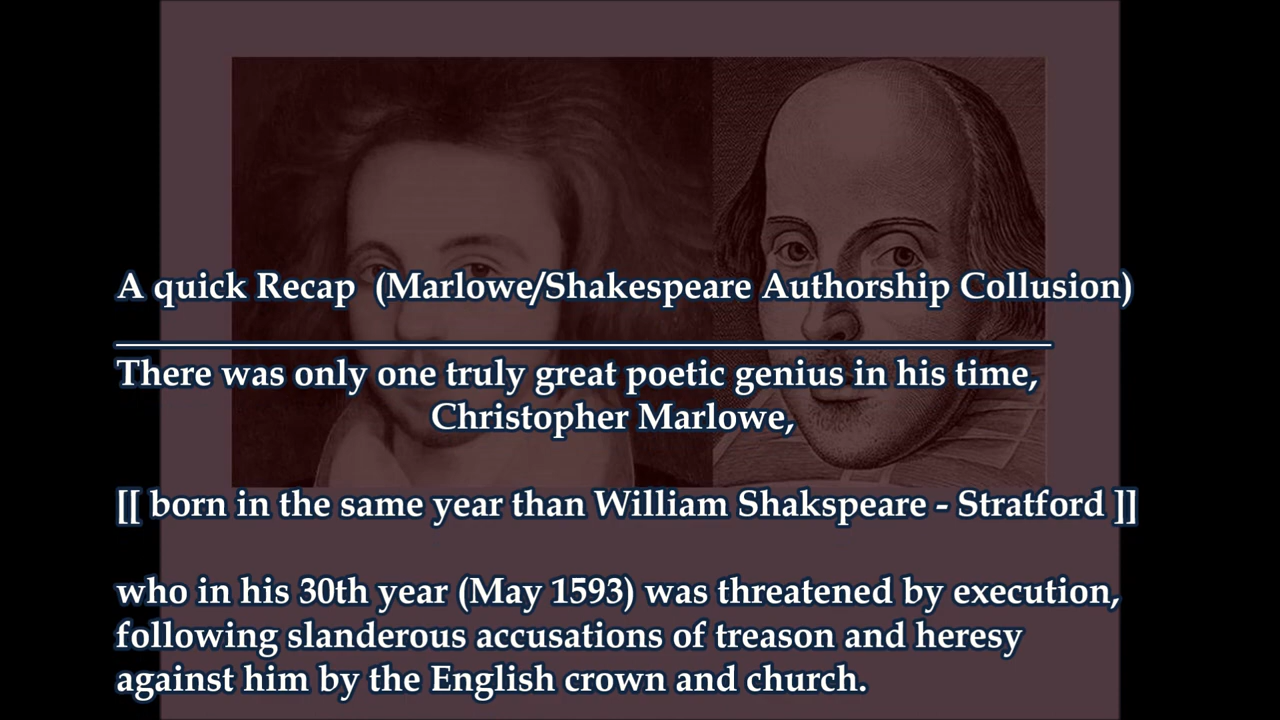 A quick Recap  (Marlowe/Shakespeare Authorship Collusion)
There was only one truly great poetic genius in his time,
Christopher Marlowe,
[[ born in the same year than William Shakspeare - Stratford ]]
who in his 30th year (May 1593) was threatened by execution,
following slanderous accusations of treason and heresy
against him by the English crown and church.